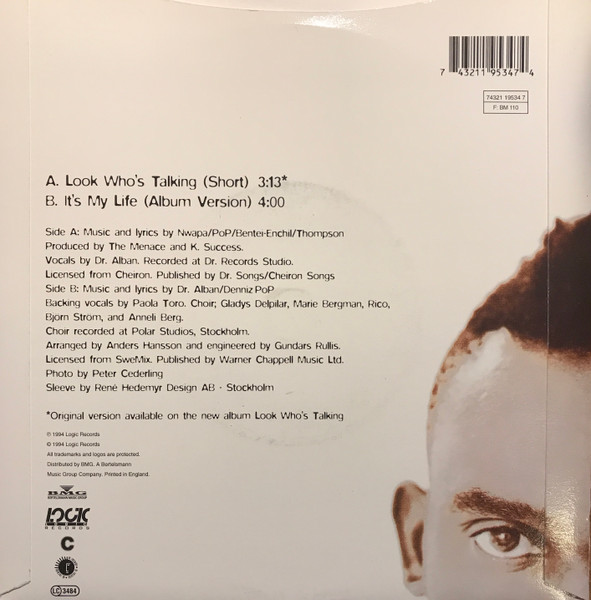 7 43211 95347 4
74321 19534 7
F: BM 110
A. Look Who's Talking (Short) 3:13*
B. It's My Life (Album Version) 4:00
Side A: Music and lyrics by Nwapa/PoP/Bentei-Enchil/Thompson
Produced by The Menace and K. Success.
Vocals by Dr. Alban. Recorded at Dr. Records Studio.
Licensed from Cheiron. Published by Dr. Songs/Cheiron Songs
Side B: Music and lyrics by Dr. Alban/Denniz PoP
Backing vocals by Paola Toro. Choir; Gladys Delpilar, Marie Bergman, Rico,
Bjorn Strom, and Anneli Berg.
Choir recorded at Polar Studios, Stockholm.
Arranged by Anders Hansson and engineered by Gundars Rullis.
Licensed from SweMix. Published by Warner Chappell Music Ltd.
Photo by Peter Cederling
Sleeve by René Hedemyr Design AB - Stockholm
*Original version available on the new album Look Who's Talking
℗ 1994 Logic Records
© 1994 Logic Records
All trademarks and logos are protected.
Distributed by BMG. A Bertelsmann
Music Group Company. Printed in England.
BMG
BERTELSMANN MUSIC GROUP
LOGIC
RECORDS
C
LC 3484